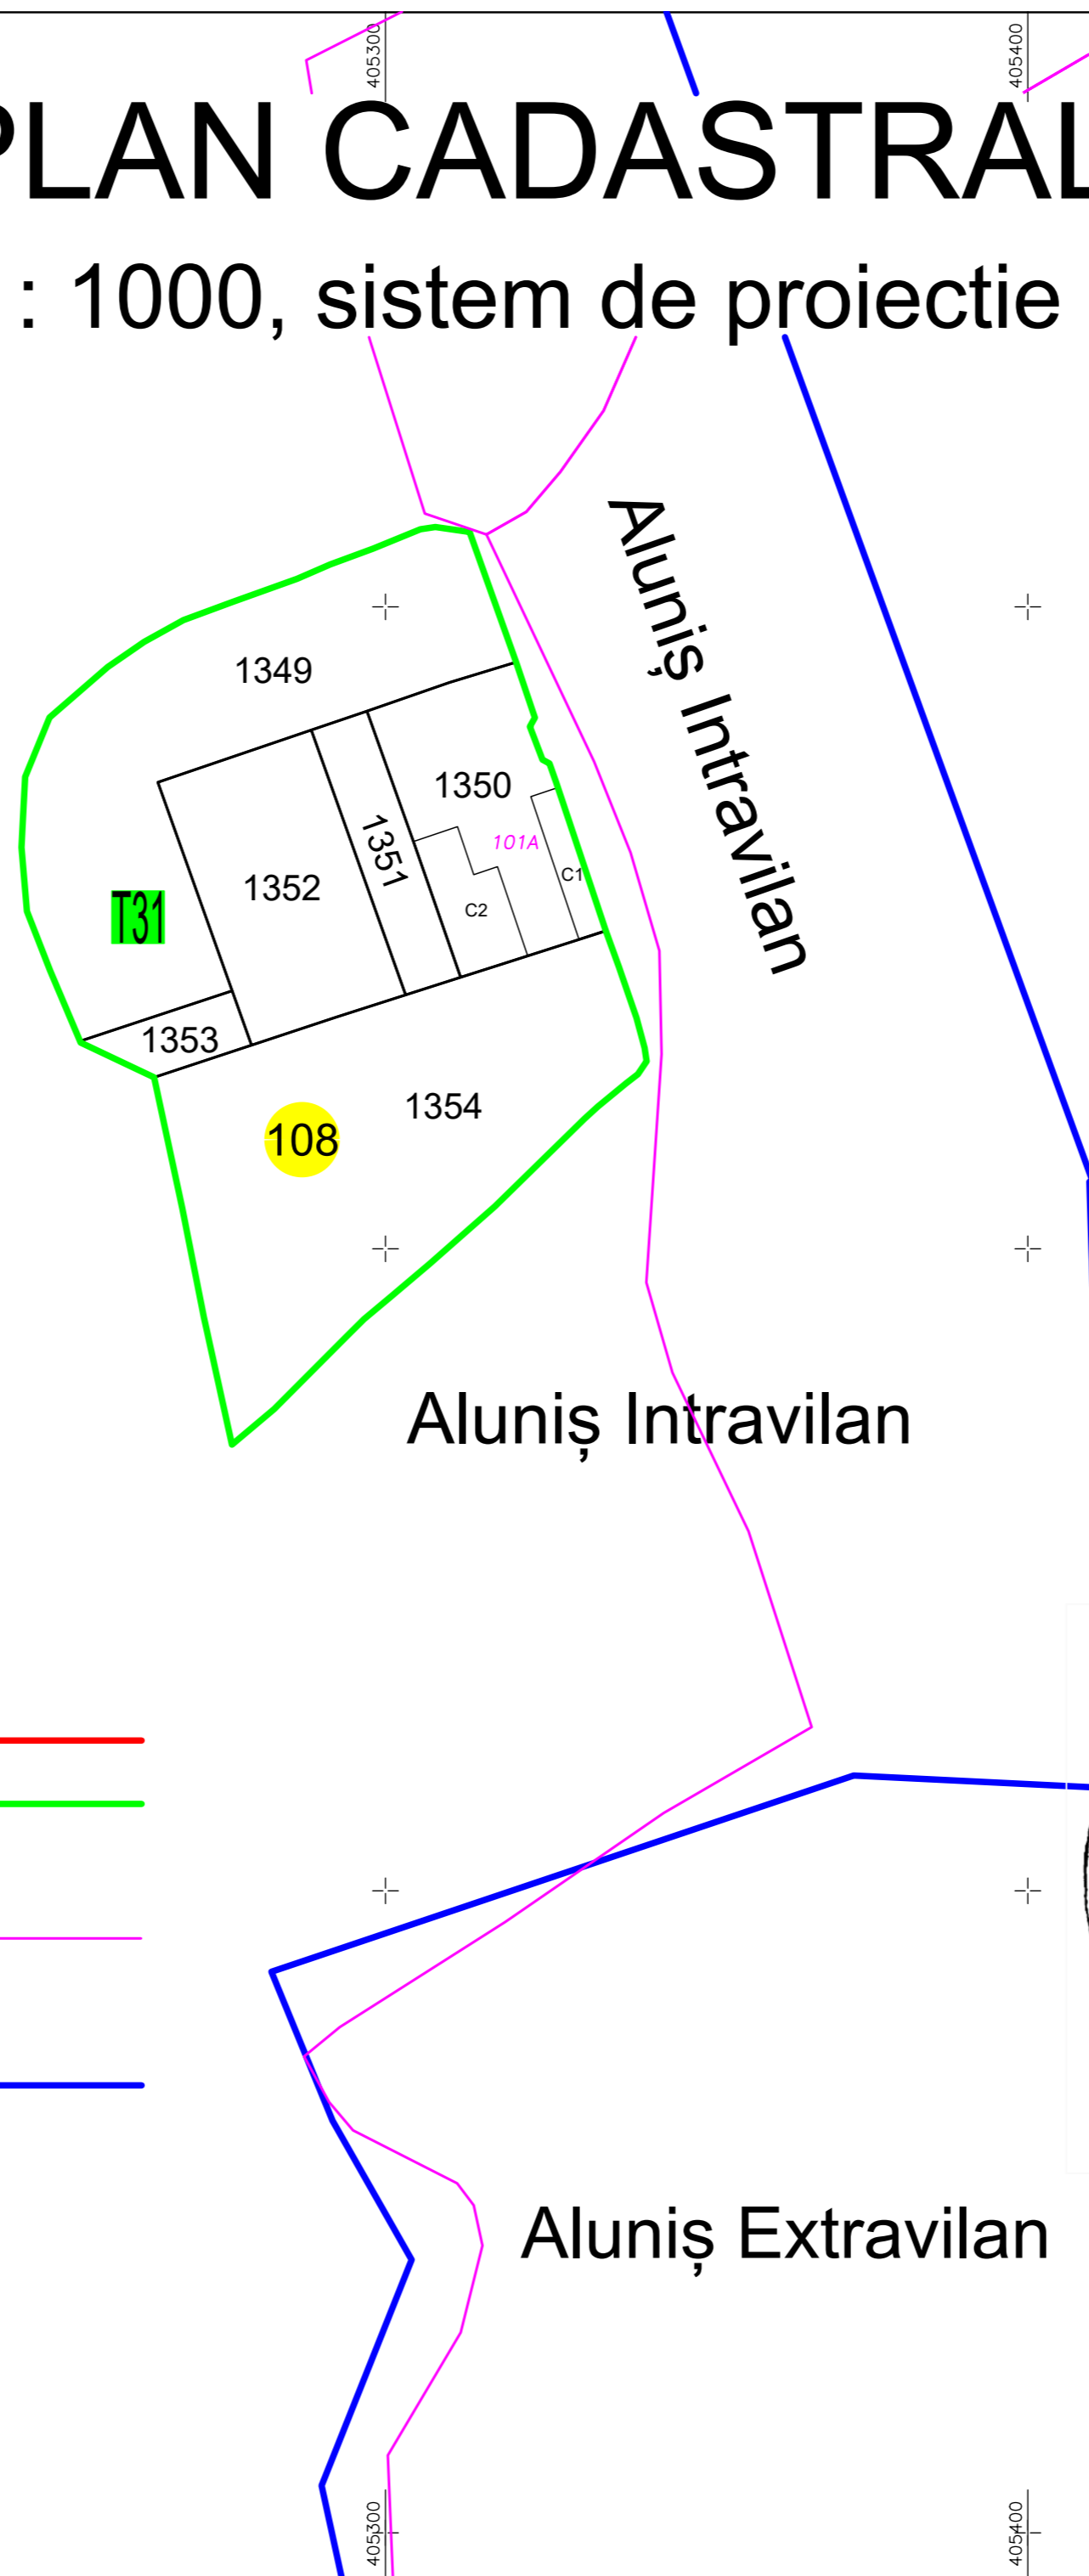 405300
405400
PLAN CADASTRAL
: 1000, sistem de proiectie
Aluniș Intravilan
1349
1350
1351
101A
C1
1352
C2
T31
1353
1354
108
Aluniș Intravilan
Aluniș Extravilan
405300
405400